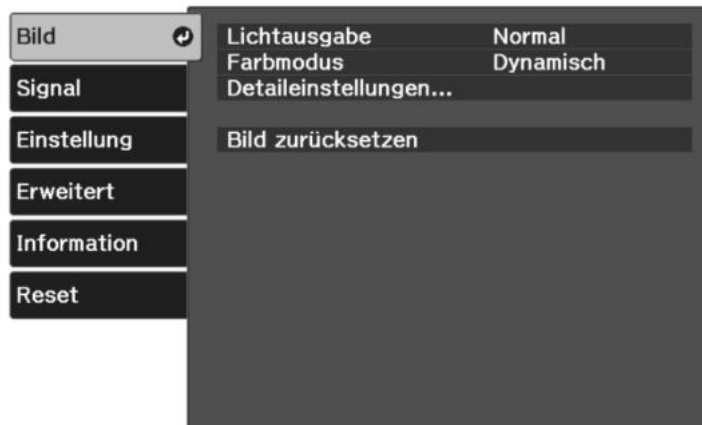 Bild
Signal
Einstellung
Erweitert
Information
Reset
Lichtausgabe Normal
Farbmodus Dynamisch
Detaileinstellungen...
Bild zurücksetzen